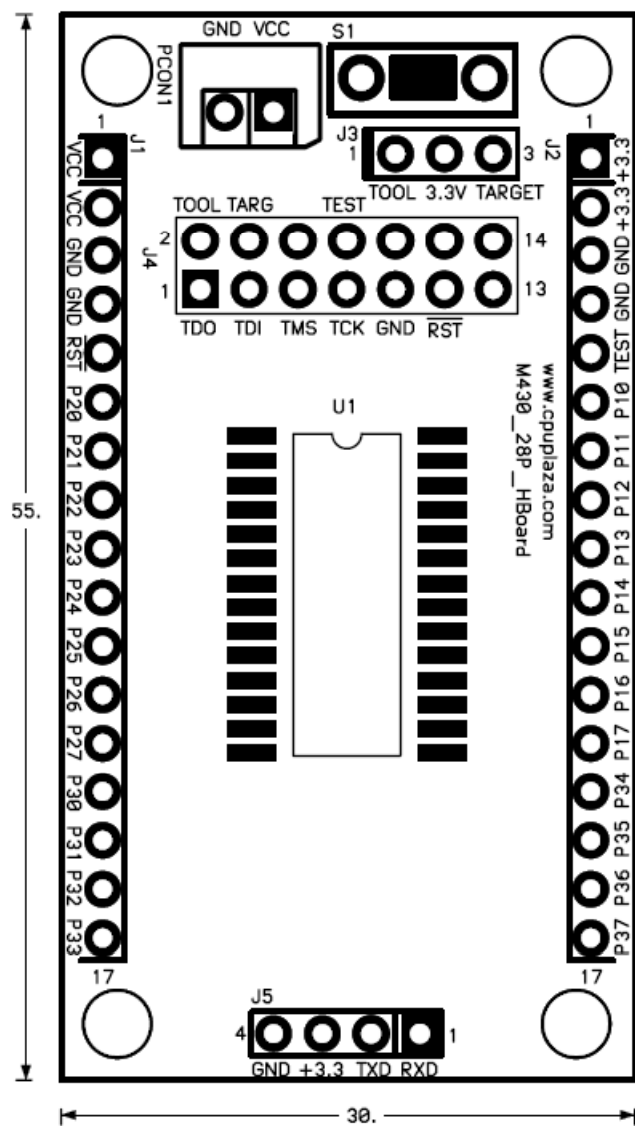 GND VCC
S1
PCON1
1
J1
J3
1
3
J2
1
TOOL 3.3V TARGET
TOOL TARG TEST
2
14
J4
1
13
TDO TDI TMS TCK GND RST
VCC
VCC
GND
GND
RST
P20
P21
P22
P23
P24
P25
P26
P27
P30
P31
P32
P33
17
+3.3
+3.3
GND
GND
TEST
P10
P11
P12
P13
P14
P15
P16
P17
P34
P35
P36
P37
17
www.cpuplaza.com
M430_28P_HBoard
U1
55.
J5
4
1
GND +3.3 TXD RXD
30.